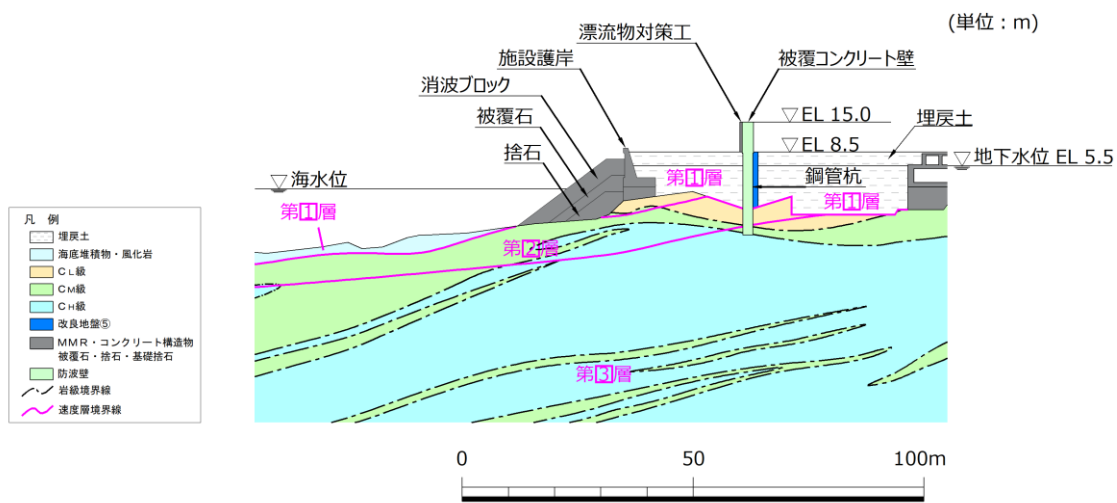 (単位：m)
漂流物対策工
施設護岸
被覆コンクリート壁
消波ブロック
被覆石
捨石
▽EL 15.0
▽EL 8.5
埋戻土
▽地下水位 EL 5.5
▽海水位
鋼管杭
第1層
第1層
第1層
第2層
第3層
凡　例
埋戻土
海底堆積物・風化岩
CL級
CM級
CH級
改良地盤⑤
MMR・コンクリート構造物
被覆石・捨石・基礎捨石
防波壁
岩級境界線
速度層境界線
0
50
100m